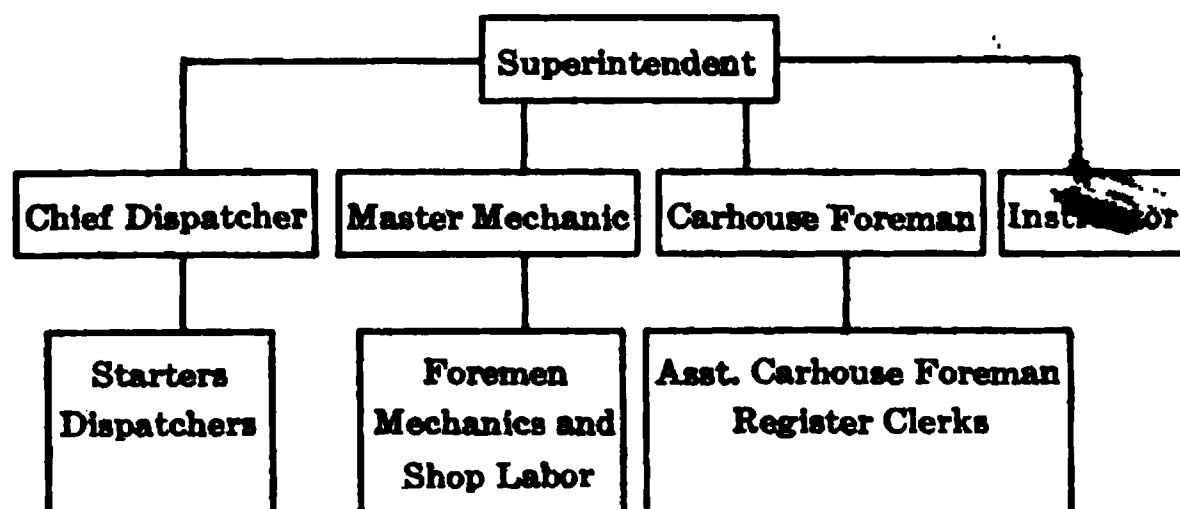 Superintendent
Chief Dispatcher
Master Mechanic
Carhouse Foreman
Starters
Dispatchers
Foremen
Mechanics and
Shop Labor
Asst. Carhouse Foreman
Register Clerks